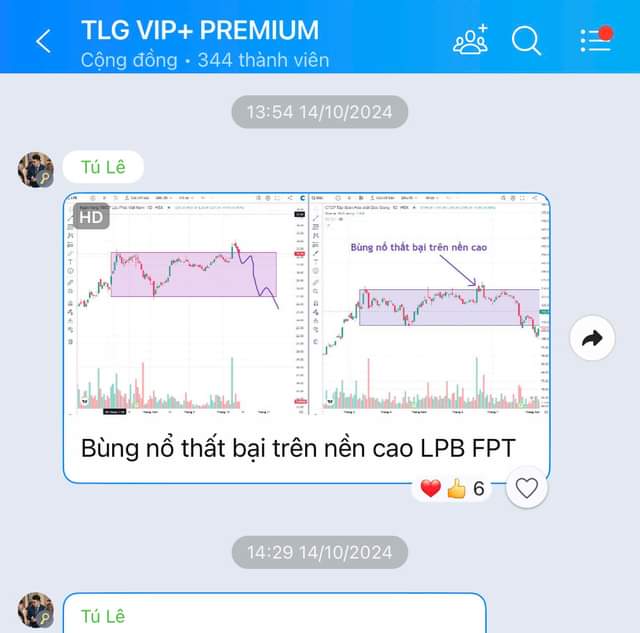 TLG VIP+ PREMIUM
Cộng đồng • 344 thành viên
13:54 14/10/2024
Tú Lê
HD
Bùng nổ thất bại trên nền cao
Bùng nổ thất bại trên nền cao LPB FPT
6
14:29 14/10/2024
Tú Lê